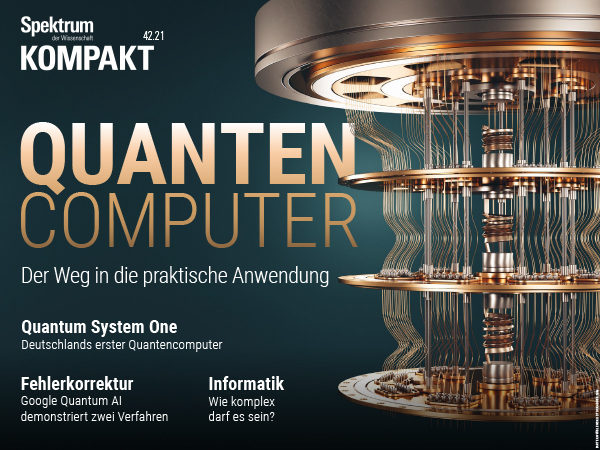 Spektrum
der Wissenschaft
42.21
KOMPAKT
QUANTEN
COMPUTER
Der Weg in die praktische Anwendung
Quantum System One
Deutschlands erster Quantencomputer
Fehlerkorrektur
Google Quantum AI
demonstriert zwei Verfahren
Informatik
Wie komplex
darf es sein?